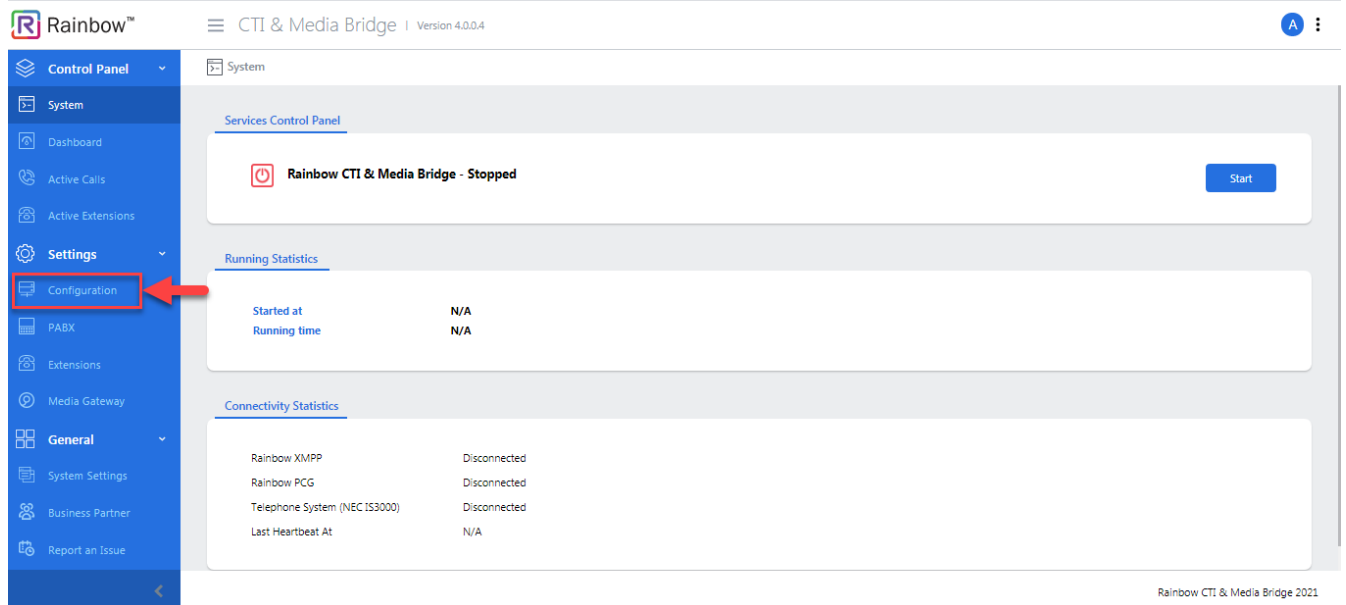 Rainbow™
CTI & Media Bridge | Version 4.0.0.4
A
Control Panel
System
Dashboard
Active Calls
Active Extensions
Settings
Configuration
PABX
Extensions
Media Gateway
General
System Settings
Business Partner
Report an Issue
System
Services Control Panel
Rainbow CTI & Media Bridge - Stopped
Start
Running Statistics
Started at N/A
Running time N/A
Connectivity Statistics
Rainbow XMPP Disconnected
Rainbow PCG Disconnected
Telephone System (NEC IS3000) Disconnected
Last Heartbeat At N/A
Rainbow CTI & Media Bridge 2021